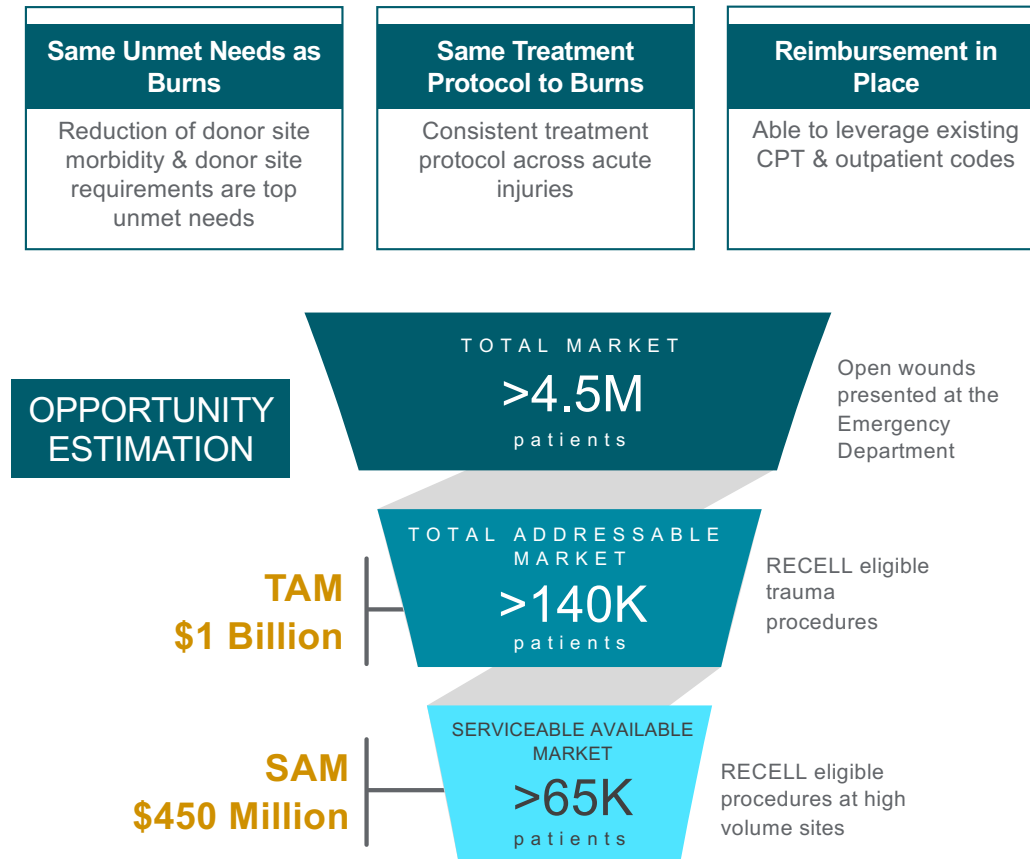 Same Unmet Needs as
Burns
Reduction of donor site
morbidity & donor site
requirements are top
unmet needs
Same Treatment
Protocol to Burns
Consistent treatment
protocol across acute
injuries
Reimbursement in
Place
Able to leverage existing
CPT & outpatient codes
OPPORTUNITY
ESTIMATION
TOTAL MARKET
>4.5M
patients
Open wounds
presented at the
Emergency
Department
TAM
$1 Billion
TOTAL ADDRESSABLE
MARKET
>140K
patients
RECELL eligible
trauma
procedures
SAM
$450 Million
SERVICEABLE AVAILABLE
MARKET
>65K
patients
RECELL eligible
procedures at high
volume sites